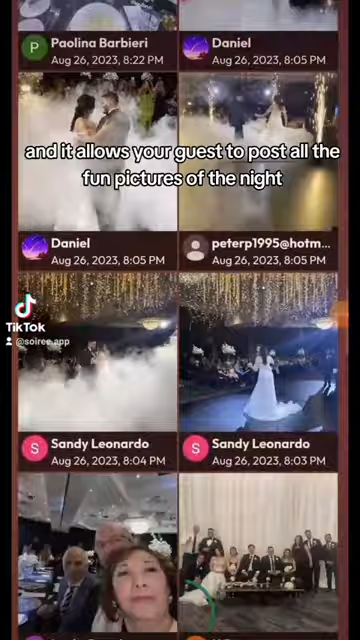 Paolina Barbieri
Aug 26, 2023, 8:22 PM
Daniel
Aug 26, 2023, 8:05 PM
and it allows your guest to post all the
fun pictures of the night
Daniel
Aug 26, 2023, 8:05 PM
peterp1995@hotm...
Aug 26, 2023, 8:05 PM
TikTok
@soiree.app
Sandy Leonardo
Aug 26, 2023, 8:04 PM
Sandy Leonardo
Aug 26, 2023, 8:03 PM